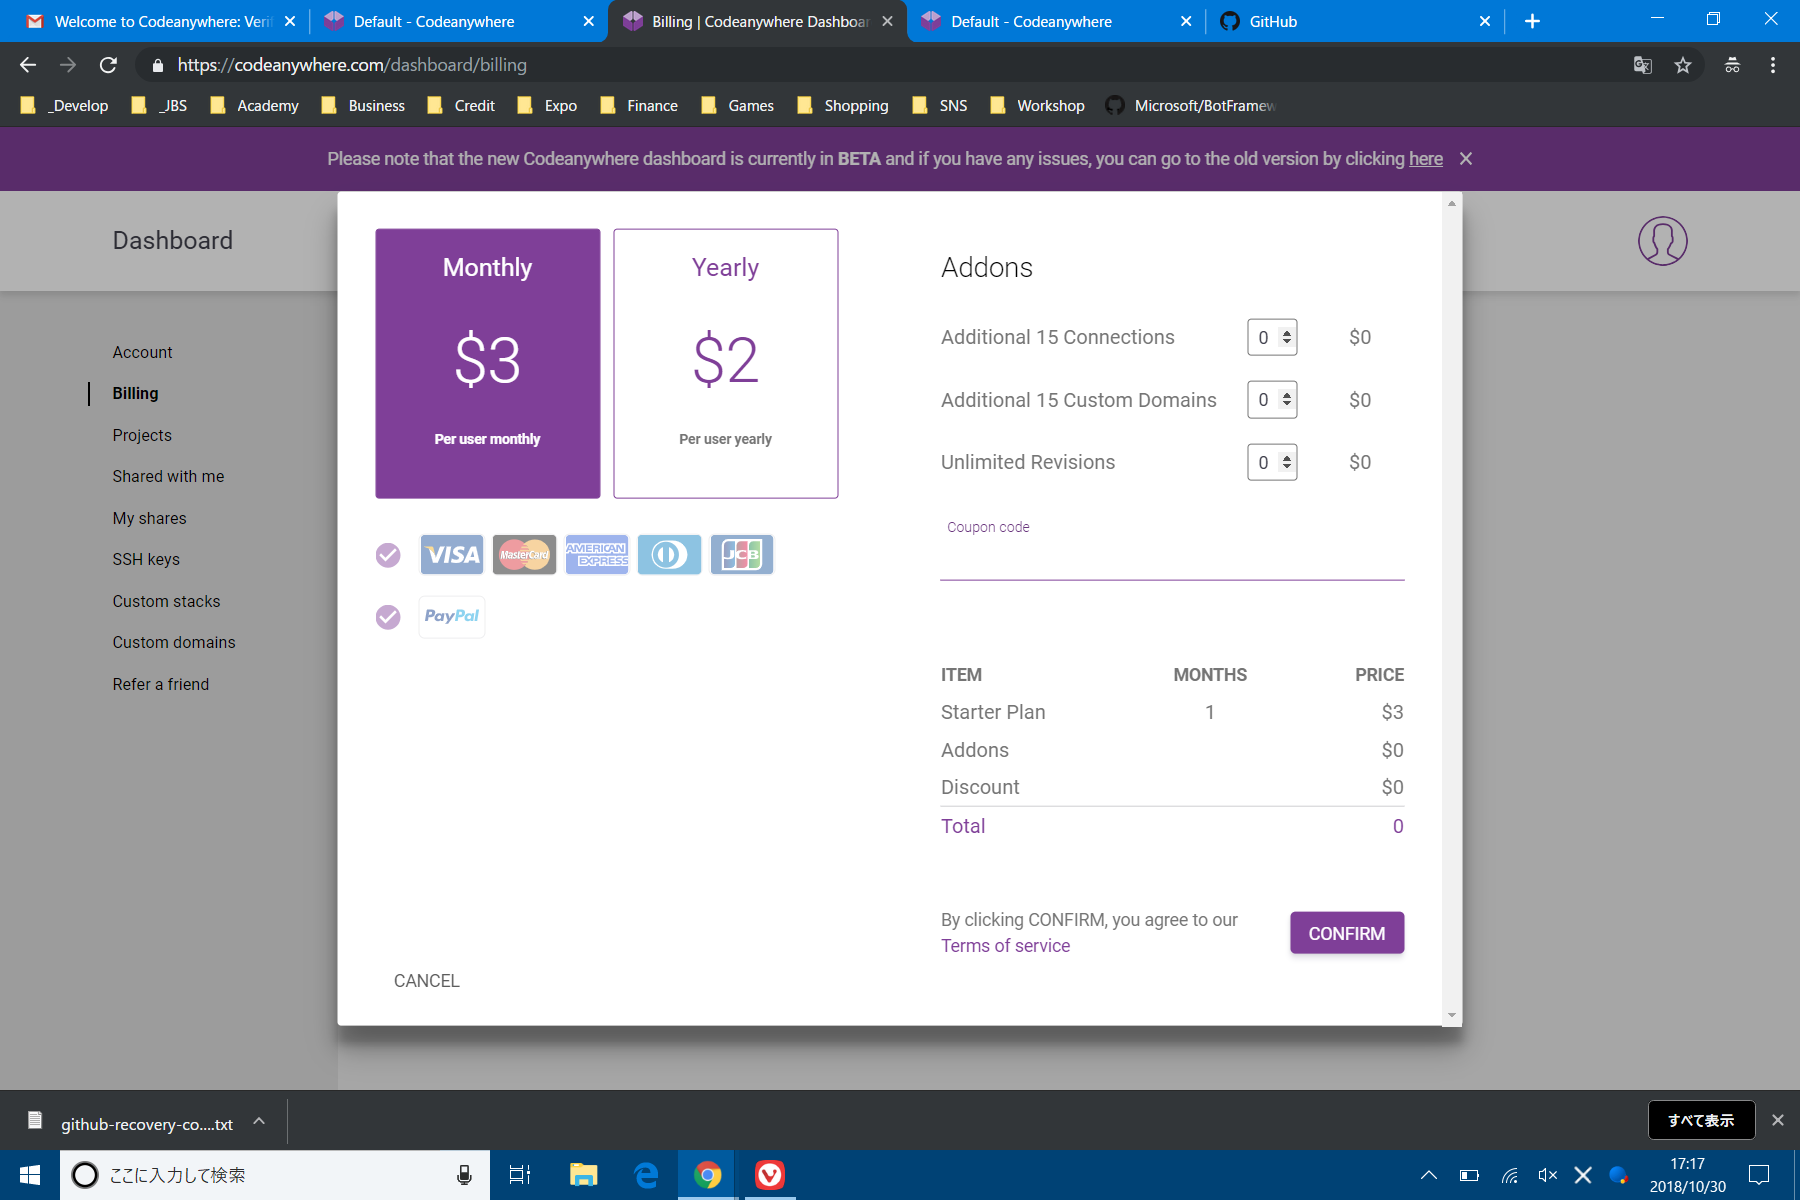 Welcome to Codeanywhere: Veri
Default - Codeanywhere
Billing | Codeanywhere Dashboar
Default - Codeanywhere
GitHub
https://codeanywhere.com/dashboard/billing
_Develop
_JBS
Academy
Business
Credit
Expo
Finance
Games
Shopping
SNS
Workshop
Microsoft/BotFramew
Please note that the new Codeanywhere dashboard is currently in BETA and if you have any issues, you can go to the old version by clicking here
Dashboard
Account
Billing
Projects
Shared with me
My shares
SSH keys
Custom stacks
Custom domains
Refer a friend
Monthly
$3
Per user monthly
Yearly
$2
Per user yearly
VISA
MasterCard
AMERICAN EXPRESS
JCB
PayPal
CANCEL
Addons
Additional 15 Connections 0 $0
Additional 15 Custom Domains 0 $0
Unlimited Revisions 0 $0
Coupon code
ITEM MONTHS PRICE
Starter Plan 1 $3
Addons $0
Discount $0
Total 0
By clicking CONFIRM, you agree to our
Terms of service
CONFIRM
github-recovery-co....txt
すべて表示
ここに入力して検索
17:17
2018/10/30